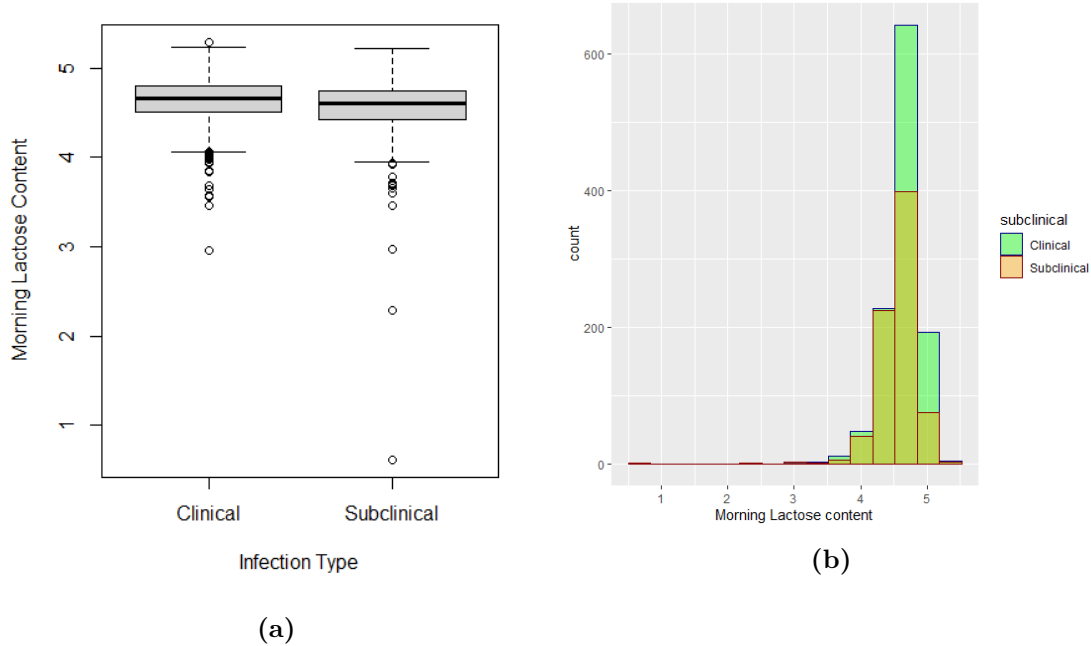 Morning Lactose Content
5
4
3
2
1
Clinical
Subclinical
Infection Type
(a)
count
600
400
200
0
1
2
3
4
5
Morning Lactose content
subclinical
Clinical
Subclinical
(b)